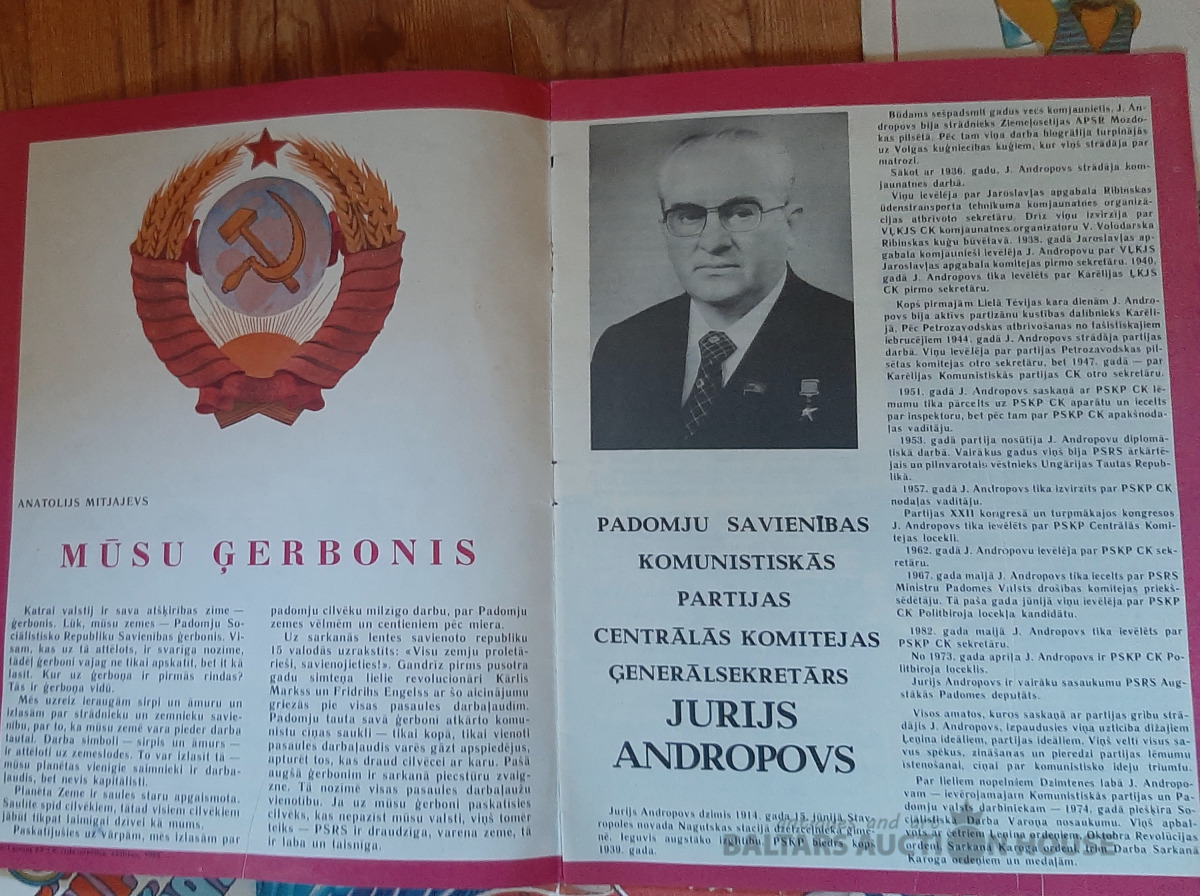 ANATOLIJS MITJAJEVS
MŪSU ĢERBONIS
Katrai valstij ir sava atšķirības zīme —
ģerbonis. Lūk, mūsu zemes — Padomju So-
ciālistisko Republiku Savienības ģerbonis. Vi-
sam, kas uz tā attēlots, ir svarīga nozīme,
tādēļ ģerboni vajag ne tikai apskatīt, bet it kā
lasīt. Kur uz ģerboņa ir pirmās rindas?
Tās ir ģerboņa vidū.
Mēs uzreiz ieraugām sirpi un āmuru un
izlasām par strādnieku un zemnieku savie-
nību, par to, ka mūsu zemē vara pieder darba
tautai. Darba simboli — sirpis un āmurs —
ir attēloti uz zemeslodes. To var izlasīt tā —
mūsu planētas vienīgie saimnieki ir darba-
ļaudis, bet nevis kapitālisti.
Planēta Zeme ir saules staru apgaismota.
Saulīte spīd cilvēkiem, tātad visiem cilvēkiem
jābūt tikpat laimīgai dzīvei kā mums.
Paskatījušies uz vārpām, mēs izlasām par
padomju cilvēku milzīgo darbu, par Padomju
zemes vēlmēm un centieniem pēc miera.
Uz sarkanās lentes savienoto republiku
15 valodās uzrakstīts: «Visu zemju proletā-
rieši, savienojieties!». Gandrīz pirms pusotra
gadu simteņa lielie revolucionāri Kārlis
Markss un Frīdrihs Engelss ar šo aicinājumu
griezās pie visas pasaules darbaļaudīm.
Padomju tauta savā ģerbonī atkārto komu-
nistu cīņas saukli — tikai kopā, tikai vienoti
pasaules darbaļaudis varēs gāzt apspiedējus,
apturēt tos, kas draud cilvēcei ar karu. Pašā
augšā ģerbonim ir sarkanā piecstūru zvaig-
zne. Tā nozīmē visas pasaules darbaļaužu
vienotību. Ja uz mūsu ģerboni paskatīsies
cilvēks, kas nepazīst mūsu valsti, viņš tomēr
teiks — PSRS ir draudzīga, varena zeme, tā
ir laba un taisnīga.
PADOMJU SAVIENĪBAS
KOMUNISTISKĀS
PARTIJAS
CENTRĀLĀS KOMITEJAS
ĢENERĀLSEKRETĀRS
JURIJS
ANDROPOVS
Jurijs Andropovs dzimis 1914. gada
nē. Ieguvis augstāko izglītību. PSKP biedrs kopš
1939. gada.
Būdams sešpadsmit gadus vecs komjaunietis, J. An-
dropovs bija strādnieks Ziemeļosetijas APSR Mozdo-
kas pilsētā. Pēc tam viņa darba biogrāfija turpinājās
uz Volgas kuģniecības kuģiem, kur viņš strādāja par
matrozi.
Sākot ar 1936. gadu, J. Andropovs strādāja kom-
jaunatnes darbā.
Viņu ievēlēja par Jaroslavļas apgabala Ribinskas
ūdenstransporta tehnikuma komjaunatnes organizā-
cijas atbrīvoto sekretāru. Drīz viņu izvirzīja par
VĻKJS CK komjaunatnes organizatoru V. Volodarska
Ribinskas kuģu būvētavā. 1938. gadā Jaroslavļas ap-
gabala komjaunieši ievēlēja J. Andropovu par VĻKJS
Jaroslavļas apgabala komitejas pirmo sekretāru. 1940.
gadā J. Andropovs tika ievēlēts par Karēlijas ĻKJS
CK pirmo sekretāru.
Kopš pirmajām Lielā Tēvijas kara dienām J. Andro-
povs bija aktīvs partizānu kustības dalībnieks Karēli-
jā. Pēc Petrozavodskas atbrīvošanas no fašistiskajiem
iebrucējiem 1944. gadā J. Andropovs strādāja partijas
darbā. Viņu ievēlēja par partijas Petrozavodskas pil-
sētas komitejas otro sekretāru, bet 1947. gadā — par
Karēlijas Komunistiskās partijas CK otro sekretāru.
1951. gadā J. Andropovs saskaņā ar PSKP CK lē-
mumu tika pārcelts uz PSKP CK aparātu un iecelts
par inspektoru, bet pēc tam par PSKP CK apakšnoda-
ļas vadītāju.
1953. gadā partija nosūtīja J. Andropovu diplomā-
tiskā darbā. Vairākus gadus viņš bija PSRS ārkārtē-
jais un pilnvarotais vēstnieks Ungārijas Tautas Repub-
likā.
1957. gadā J. Andropovs tika izvirzīts par PSKP CK
nodaļas vadītāju.
Partijas XXII kongresā un turpmākajos kongresos
J. Andropovs tika ievēlēts par PSKP Centrālās Komi-
tejas locekli.
1962. gadā J. Andropovu ievēlēja par PSKP CK sek-
retāru.
1967. gada maijā J. Andropovs tika iecelts par PSRS
Ministru Padomes Valsts drošības komitejas priekš-
sēdētāju. Tā paša gada jūnijā viņu ievēlēja par PSKP
CK Politbiroja locekļa kandidātu.
1982. gada maijā J. Andropovs tika ievēlēts par
PSKP CK sekretāru.
No 1973. gada aprīļa J. Andropovs ir PSKP CK Po-
litbiroja loceklis.
Jurijs Andropovs ir vairāku sasaukumu PSRS Aug-
stākās Padomes deputāts.
Visos amatos, kuros saskaņā ar partijas gribu strā-
dājis J. Andropovs, izpaudusies viņa uzticība dižajiem
Ļeņina ideāliem, partijas ideāliem. Viņš velti visus sa-
vus spēkus, zināšanas un pieredzi partijas lēmumu
īstenošanai, cīņai par komunistisko ideju triumfu.
Par lieliem nopelniem Dzimtenes labā J. Andropo-
vam — ievērojamajam Komunistiskās partijas un Pa-
domju valsts darbiniekam — 1974. gadā piešķīra So-
ciālistiskā Darba Varoņa nosaukumu. Viņš apbal-
vots ar četriem Ļeņina ordeņiem, Oktobra Revolūcijas
ordeni, Sarkanā Karoga ordeni, trim Darba Sarkanā
Karoga ordeņiem un medaļām.
BALTIARS AUCTION HOUSE